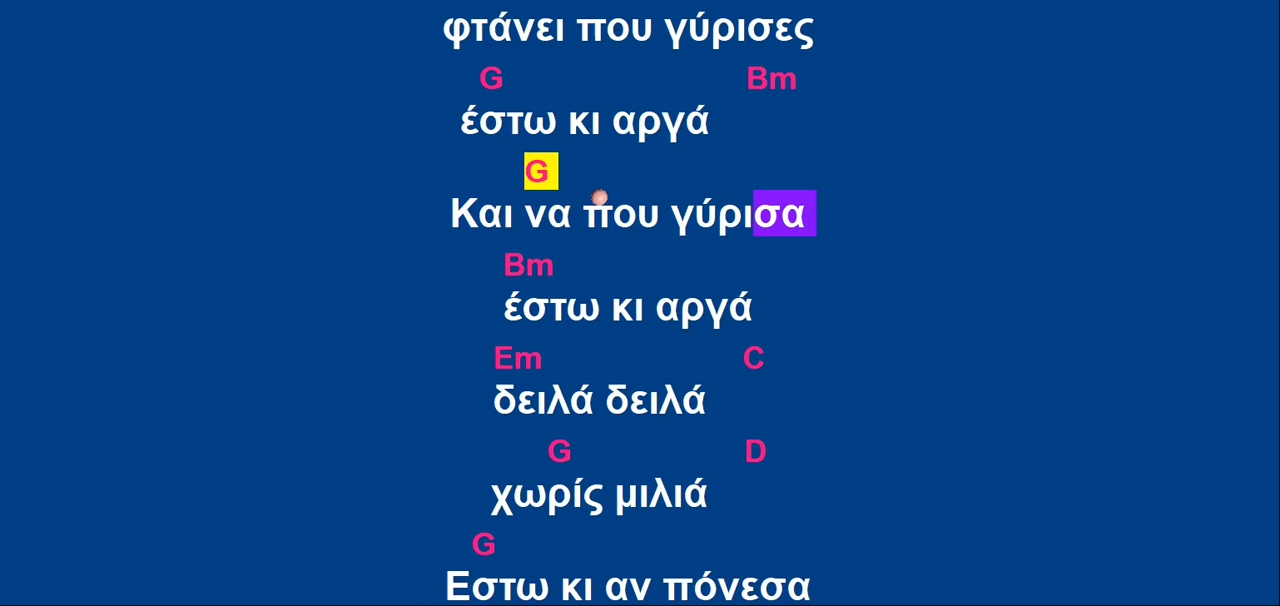 φτάνει που γύρισες
G Bm
έστω κι αργά
G
Και να που γύρισα
Bm
έστω κι αργά
Em C
δειλά δειλά
G D
χωρίς μιλιά
G
Εστω κι αν πόνεσα